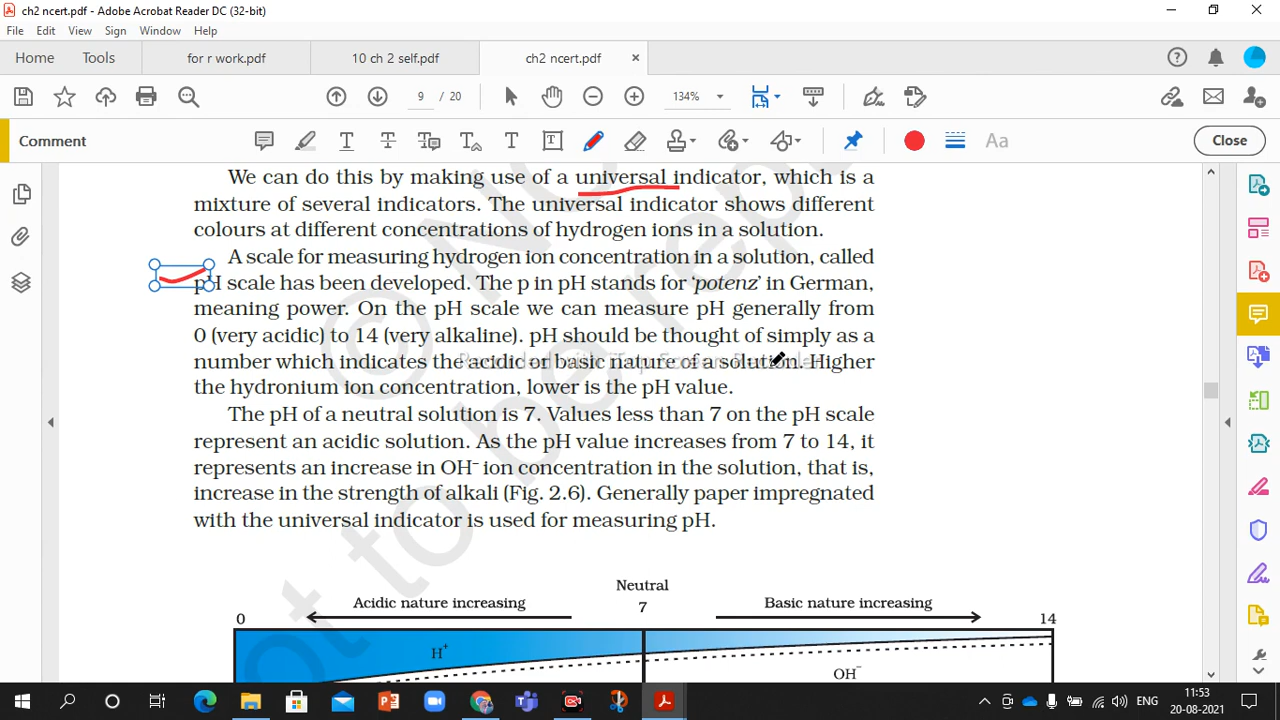 ch2 ncert.pdf - Adobe Acrobat Reader DC (32-bit)
File Edit View Sign Window Help
Home Tools for r work.pdf 10 ch 2 self.pdf ch2 ncert.pdf
9 / 20 134%
Comment Close
We can do this by making use of a universal indicator, which is a
mixture of several indicators. The universal indicator shows different
colours at different concentrations of hydrogen ions in a solution.
A scale for measuring hydrogen ion concentration in a solution, called
pH scale has been developed. The p in pH stands for ‘potenz’ in German,
meaning power. On the pH scale we can measure pH generally from
0 (very acidic) to 14 (very alkaline). pH should be thought of simply as a
number which indicates the acidic or basic nature of a solution. Higher
the hydronium ion concentration, lower is the pH value.
The pH of a neutral solution is 7. Values less than 7 on the pH scale
represent an acidic solution. As the pH value increases from 7 to 14, it
represents an increase in OH⁻ ion concentration in the solution, that is,
increase in the strength of alkali (Fig. 2.6). Generally paper impregnated
with the universal indicator is used for measuring pH.
Neutral
0 Acidic nature increasing 7 Basic nature increasing 14
H⁺
OH⁻
ENG 11:53
20-08-2021